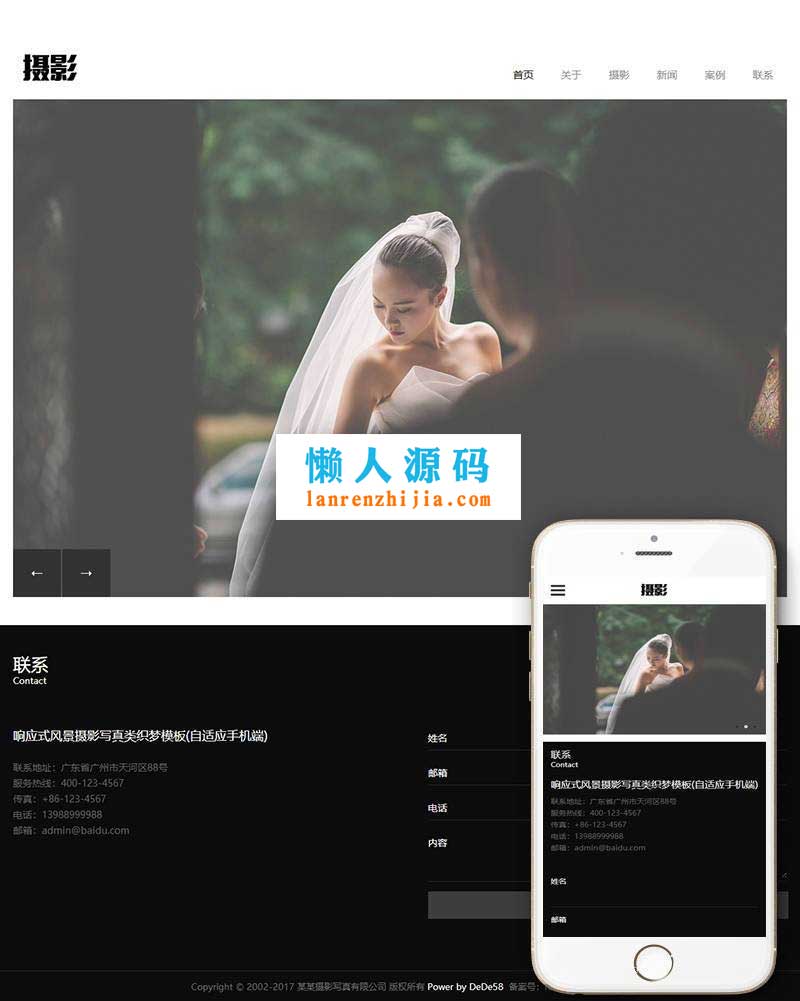 摄影
首页 关于 摄影 新闻 案例 联系
懒人源码
lanrenzhijia.com
← →
联系
Contact
响应式风景摄影写真类织梦模板(自适应手机端)
联系地址：广东省广州市天河区88号
服务热线：400-123-4567
传真：+86-123-4567
电话：13988999988
邮箱：admin@baidu.com
姓名
邮箱
电话
内容
摄影
联系
Contact
响应式风景摄影写真类织梦模板(自适应手机端)
联系地址：广东省广州市天河区88号
服务热线：400-123-4567
传真：+86-123-4567
电话：13988999988
邮箱：admin@baidu.com
姓名
邮箱
Copyright © 2002-2017 某某摄影写真有限公司 版权所有 Power by DeDe58 备案号：